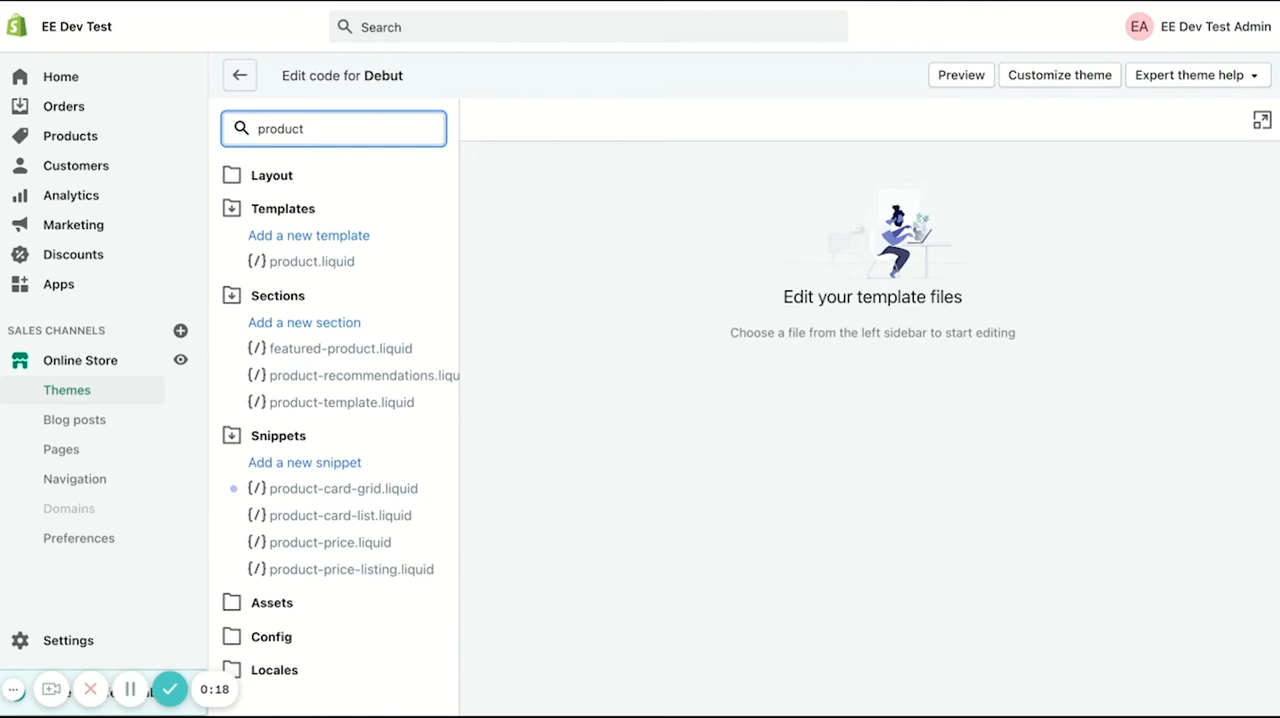 EE Dev Test
Search
EA
EE Dev Test Admin
Home
Orders
Products
Customers
Analytics
Marketing
Discounts
Apps
SALES CHANNELS
Online Store
Themes
Blog posts
Pages
Navigation
Domains
Preferences
Settings
0:18
Edit code for Debut
Preview
Customize theme
Expert theme help
product
Layout
Templates
Add a new template
{/} product.liquid
Sections
Add a new section
{/} featured-product.liquid
{/} product-recommendations.liqu
{/} product-template.liquid
Snippets
Add a new snippet
{/} product-card-grid.liquid
{/} product-card-list.liquid
{/} product-price.liquid
{/} product-price-listing.liquid
Assets
Config
Locales
Edit your template files
Choose a file from the left sidebar to start editing